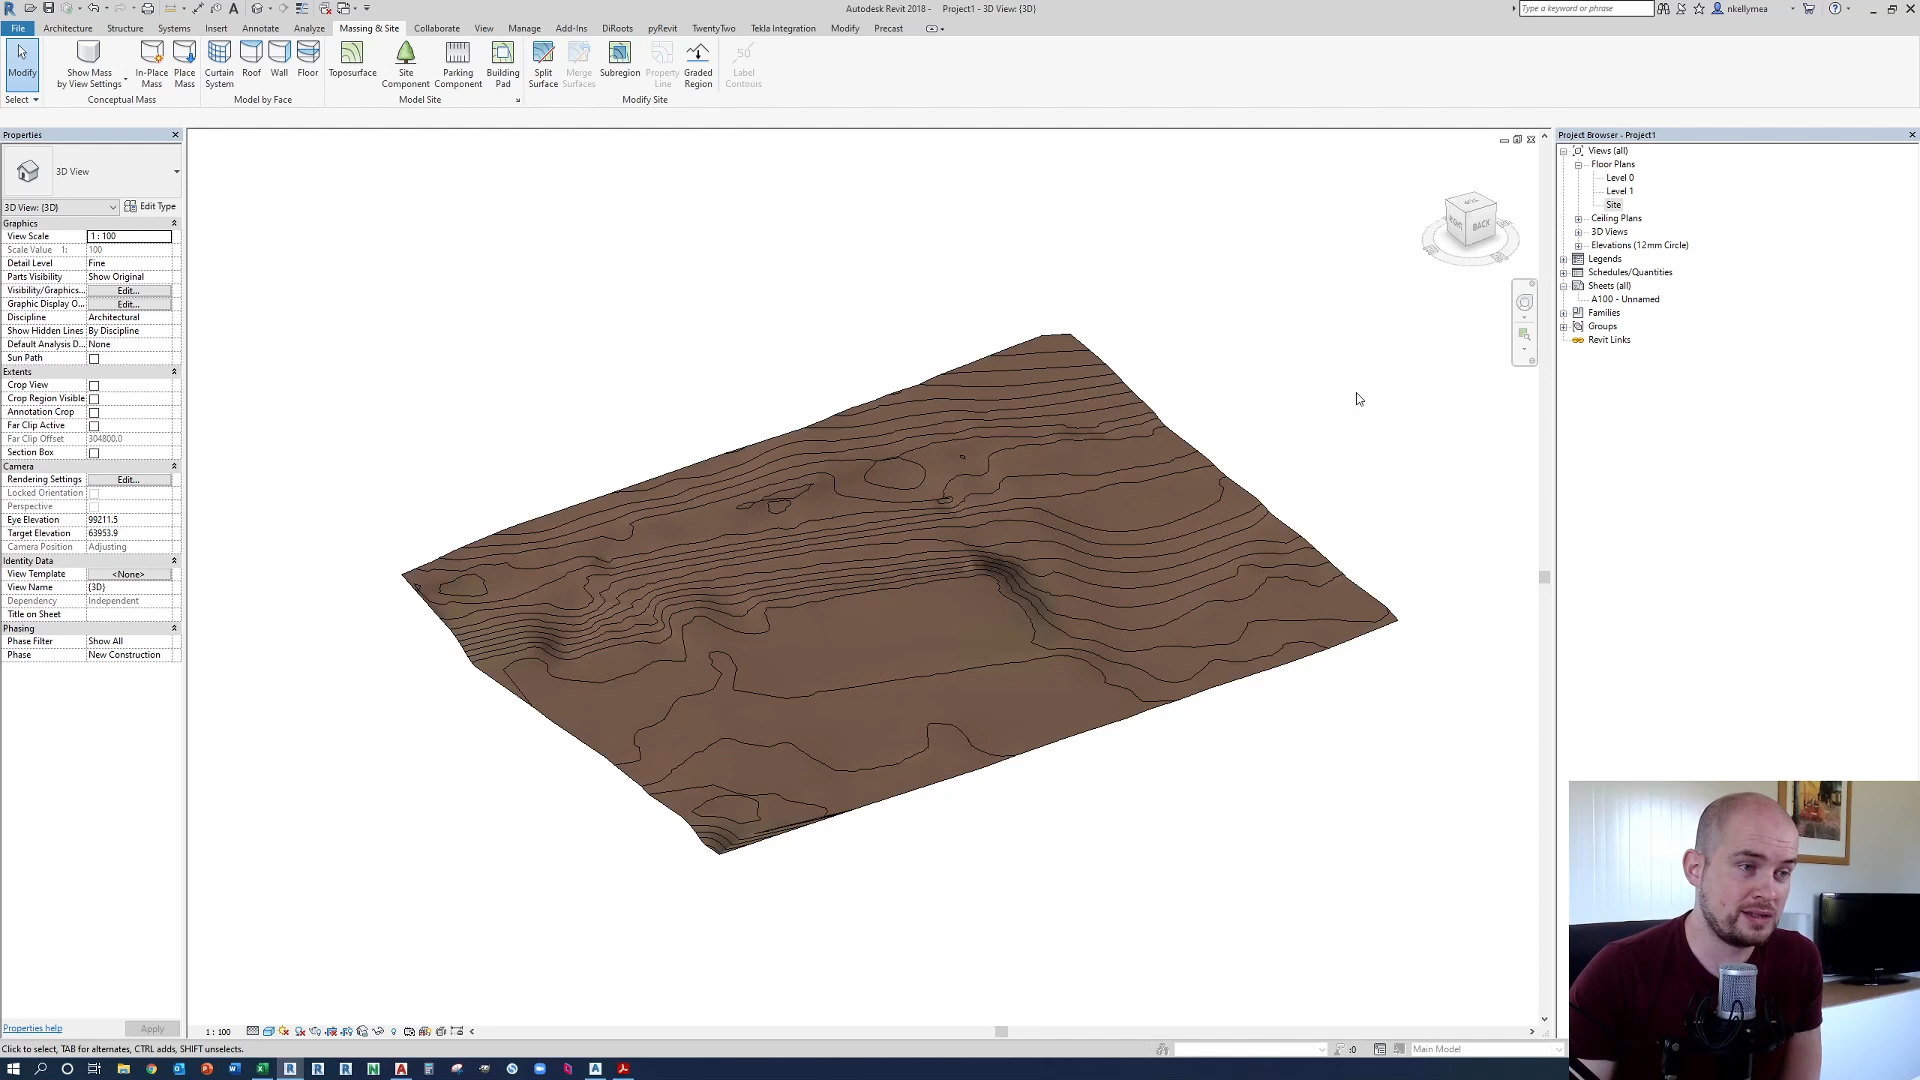 Autodesk Revit 2018 - Project1 - 3D View: {3D}
Type a keyword or phrase
nkellymea
File Architecture Structure Systems Insert Annotate Analyze Massing & Site Collaborate View Manage Add-Ins DiRoots pyRevit TwentyTwo Tekla Integration Modify Precast
Modify
Show Mass by View Settings
In-Place Mass
Place Mass
Curtain System
Roof
Wall
Floor
Toposurface
Site Component
Parking Component
Building Pad
Split Surface
Merge Surfaces
Subregion
Property Line
Graded Region
50
Label Contours
Select
Conceptual Mass
Model by Face
Model Site
Modify Site
Properties
3D View
3D View: {3D}
Edit Type
Graphics
View Scale 1 : 100
Scale Value 1: 100
Detail Level Fine
Parts Visibility Show Original
Visibility/Graphics... Edit...
Graphic Display O... Edit...
Discipline Architectural
Show Hidden Lines By Discipline
Default Analysis D... None
Sun Path
Extents
Crop View
Crop Region Visible
Annotation Crop
Far Clip Active
Far Clip Offset 304800.0
Section Box
Camera
Rendering Settings Edit...
Locked Orientation
Perspective
Eye Elevation 99211.5
Target Elevation 63953.9
Camera Position Adjusting
Identity Data
View Template <None>
View Name {3D}
Dependency Independent
Title on Sheet
Phasing
Phase Filter Show All
Phase New Construction
Properties help
Apply
BACK
Project Browser - Project1
Views (all)
Floor Plans
Level 0
Level 1
Site
Ceiling Plans
3D Views
Elevations (12mm Circle)
Legends
Schedules/Quantities
Sheets (all)
A100 - Unnamed
Families
Groups
Revit Links
1 : 100
Click to select, TAB for alternates, CTRL adds, SHIFT unselects.
:0
Main Model